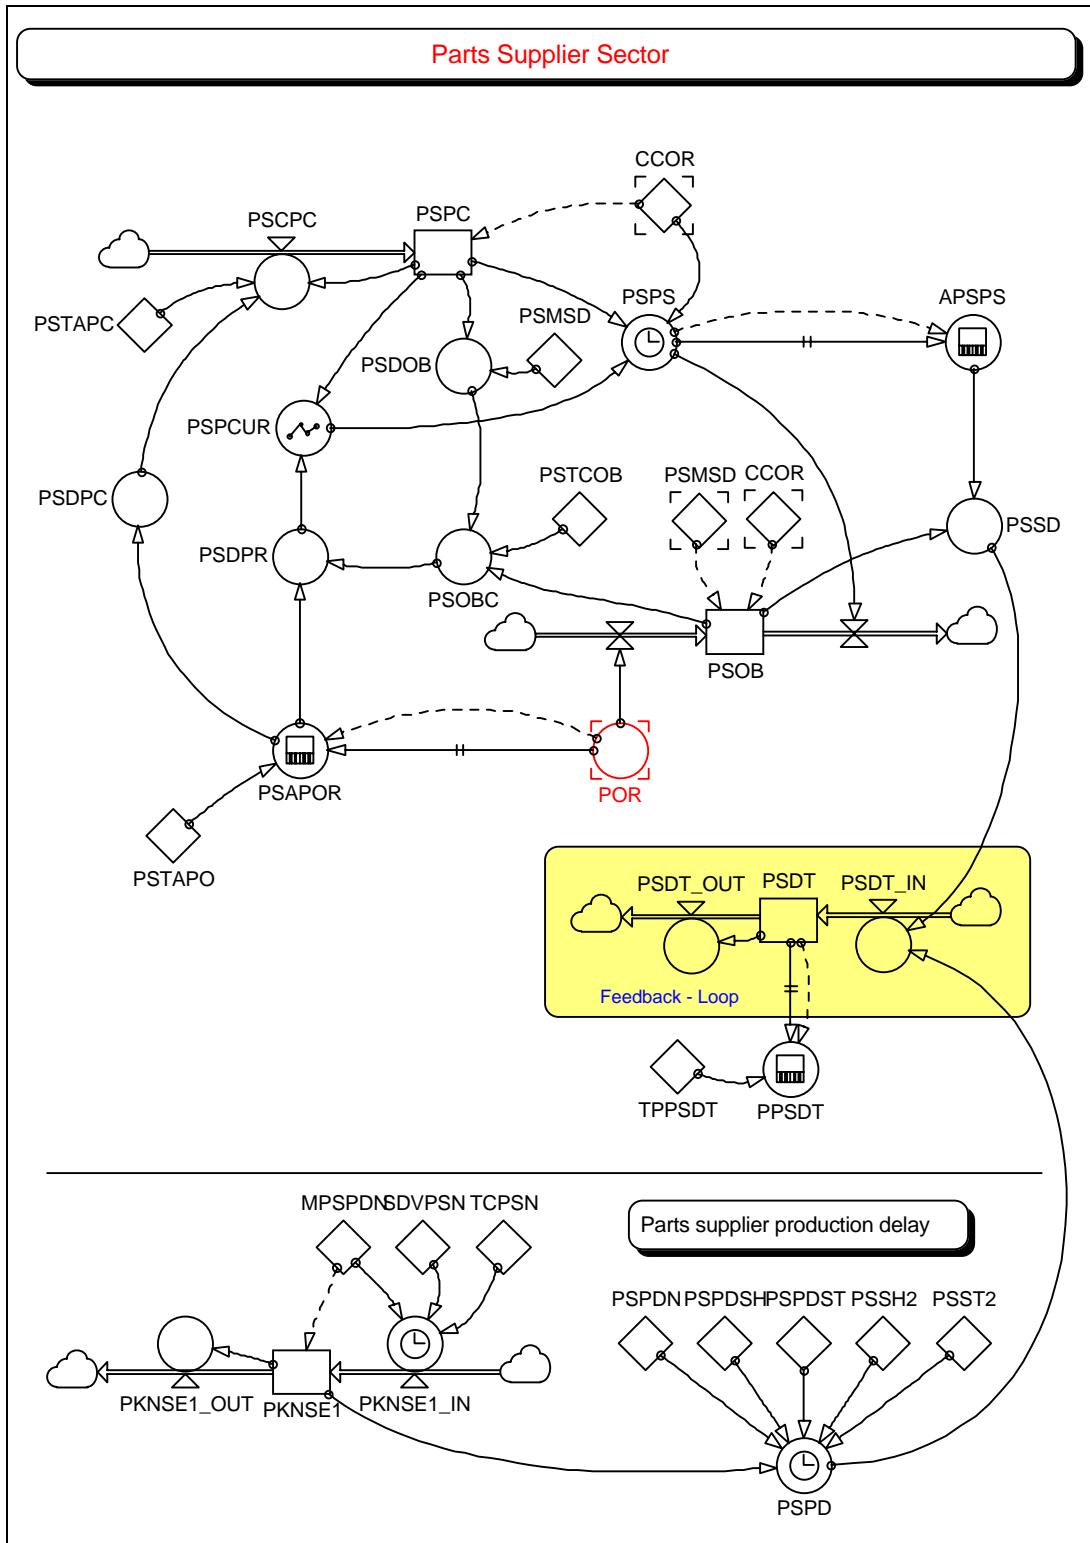 Parts Supplier Sector
CCOR
PSPC
PSCPC
PSPS
APSPS
PSTAPC
PSMSD
PSDOB
PSPCUR
PSDPC
PSTCOB
PSMSD
CCOR
PSSD
PSDPR
PSOBC
PSOB
PSAPOR
POR
PSTAPO
PSDT_OUT
PSDT
PSDT_IN
Feedback - Loop
TPPSDT
PPSDT
MPSPDN
SDVPSN
TCPSN
Parts supplier production delay
PSPDN
PSPDSH
PSPDST
PSSH2
PSST2
PKNSE1_OUT
PKNSE1
PKNSE1_IN
PSPD